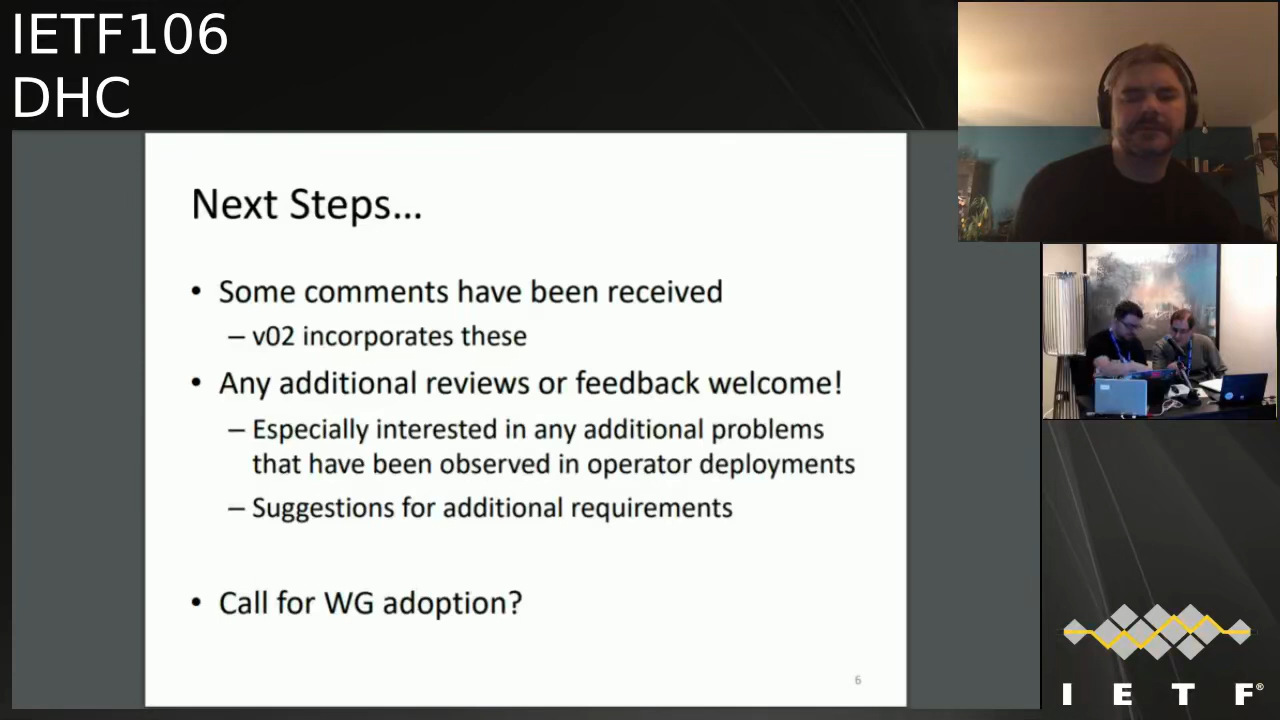 IETF106
DHC
Next Steps...
• Some comments have been received
– v02 incorporates these
• Any additional reviews or feedback welcome!
– Especially interested in any additional problems
that have been observed in operator deployments
– Suggestions for additional requirements
• Call for WG adoption?
6
I E T F®